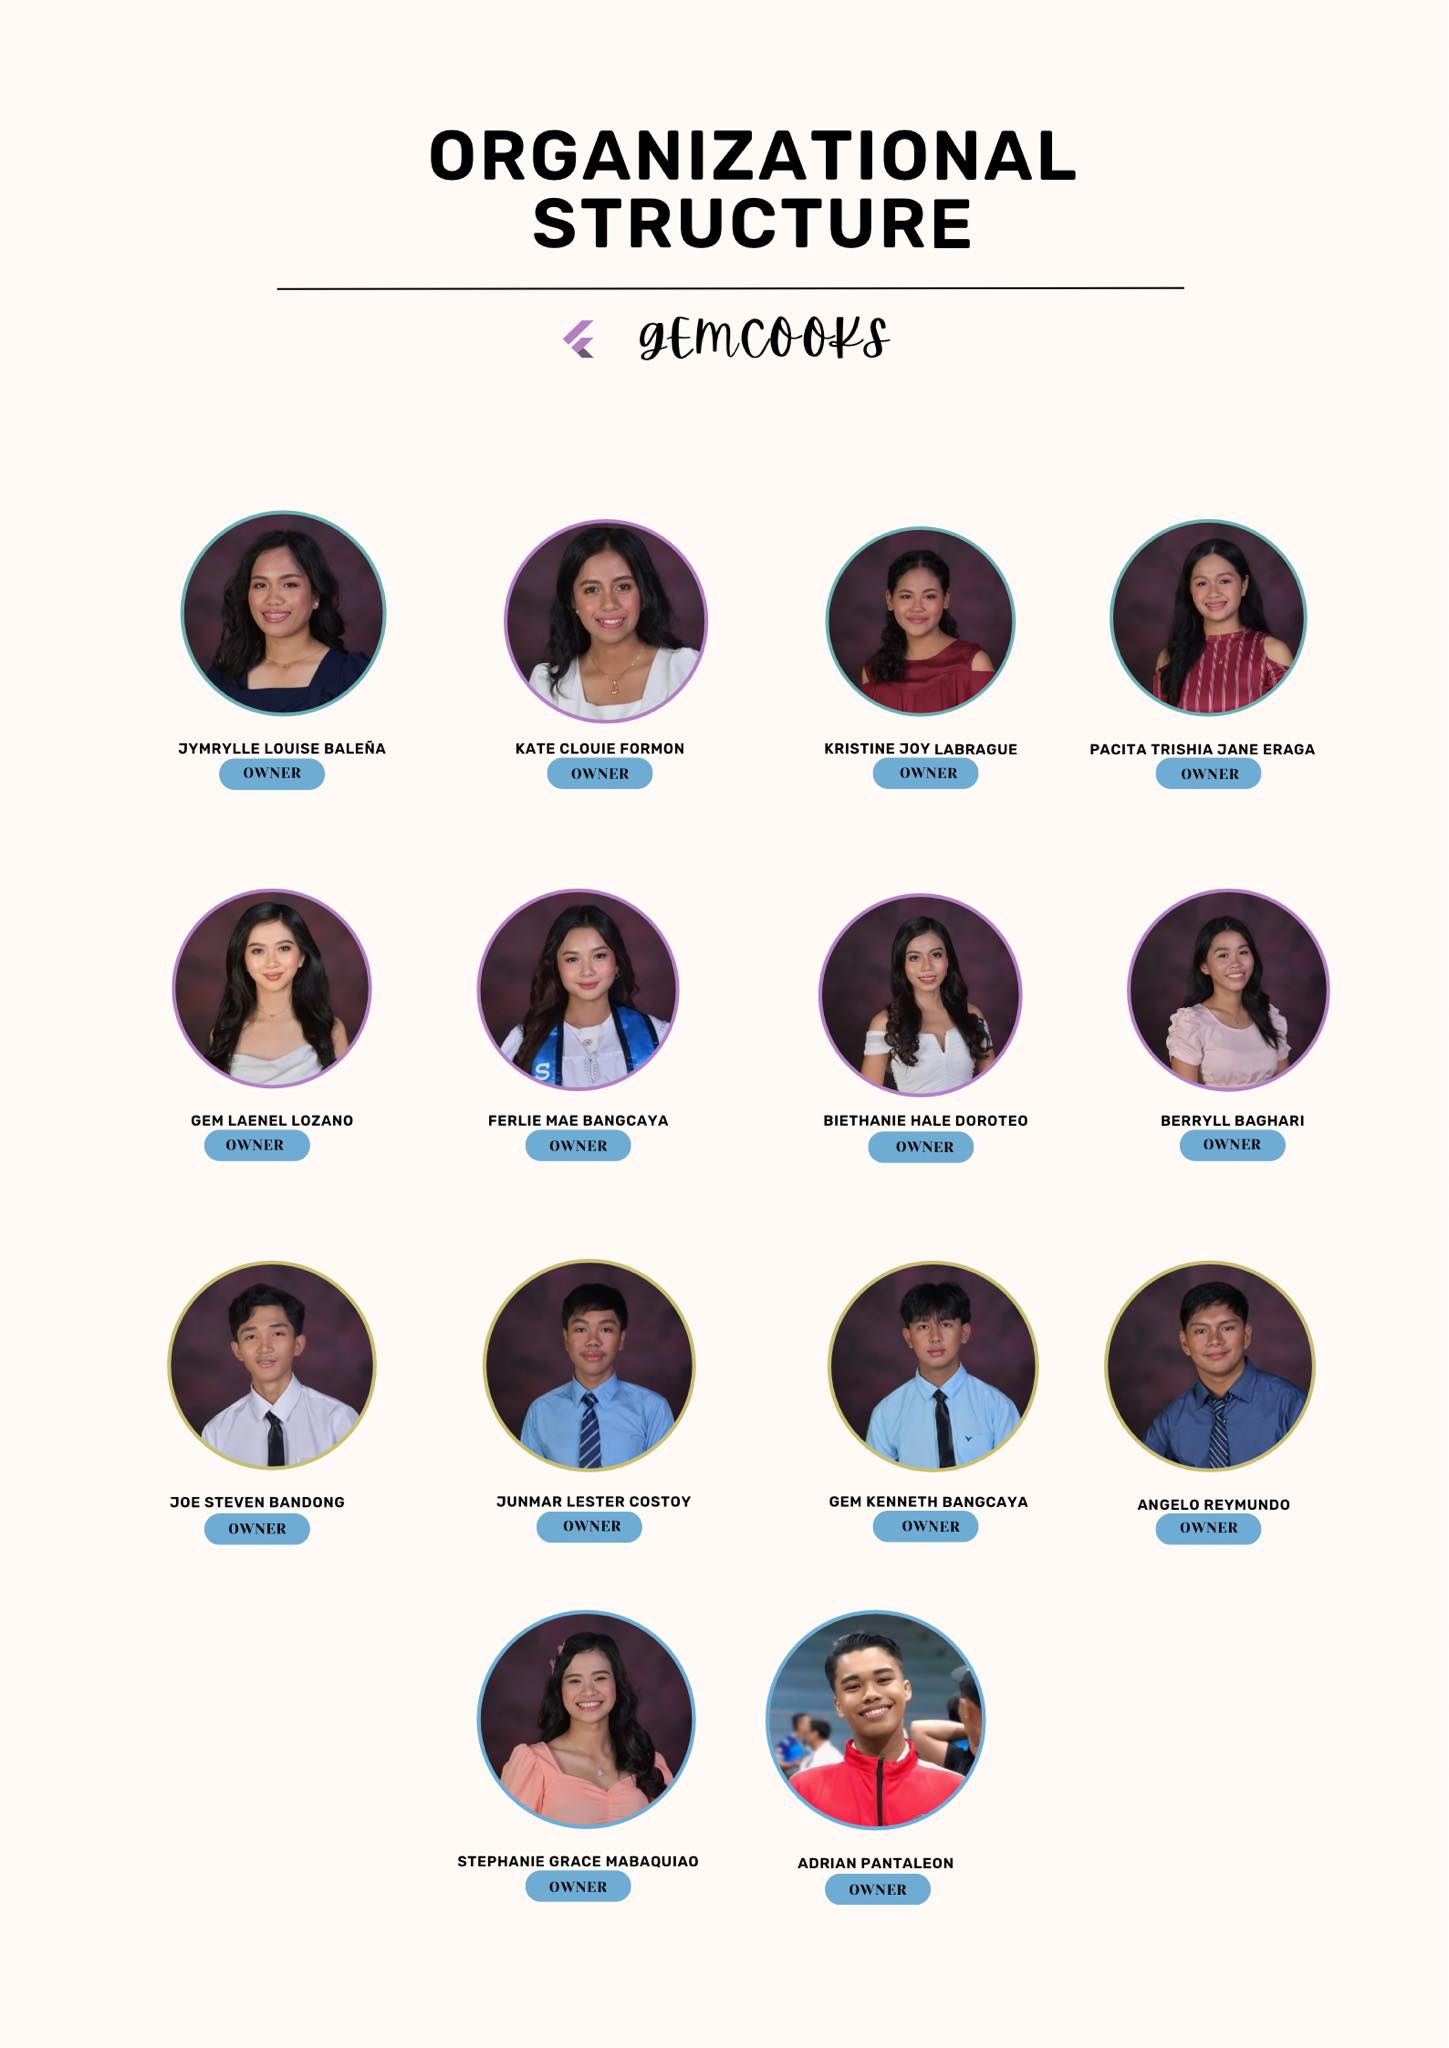 ORGANIZATIONAL
STRUCTURE
gEMCOOKS
JYMRYLLE LOUISE BALEÑA
OWNER
KATE CLOUIE FORMON
OWNER
KRISTINE JOY LABRAGUE
OWNER
PACITA TRISHIA JANE ERAGA
OWNER
GEM LAENEL LOZANO
OWNER
FERLIE MAE BANGCAYA
OWNER
BIETHANIE HALE DOROTEO
OWNER
BERRYLL BAGHARI
OWNER
S
JOE STEVEN BANDONG
OWNER
JUNMAR LESTER COSTOY
OWNER
GEM KENNETH BANGCAYA
OWNER
ANGELO REYMUNDO
OWNER
STEPHANIE GRACE MABAQUIAO
OWNER
ADRIAN PANTALEON
OWNER